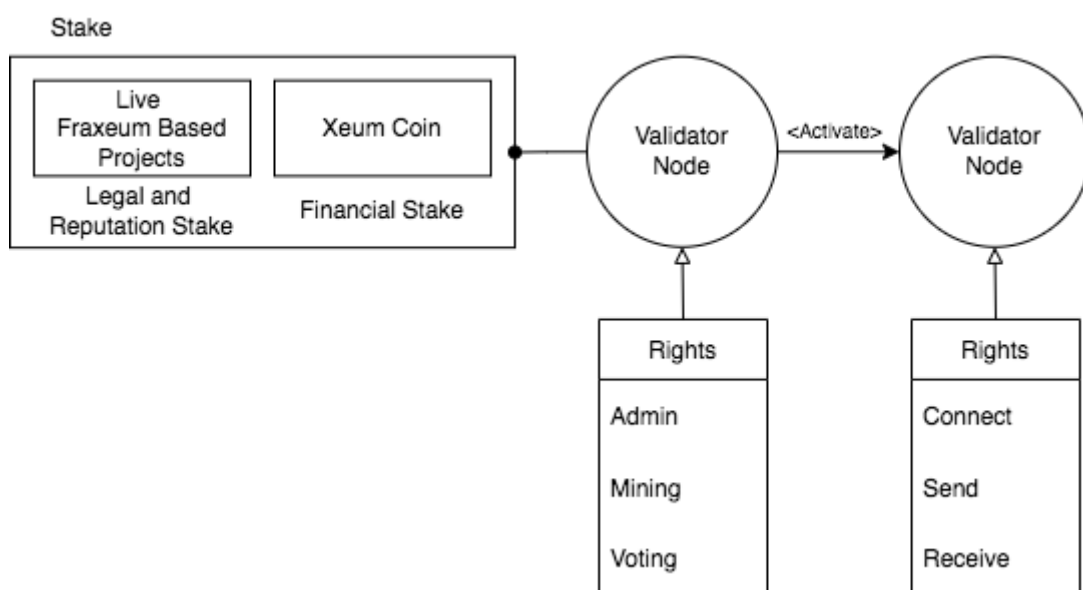 Stake
Live
Fraxeum Based
Projects
Legal and
Reputation Stake
Xeum Coin
Financial Stake
Validator
Node
<Activate>
Validator
Node
Rights
Admin
Mining
Voting
Rights
Connect
Send
Receive